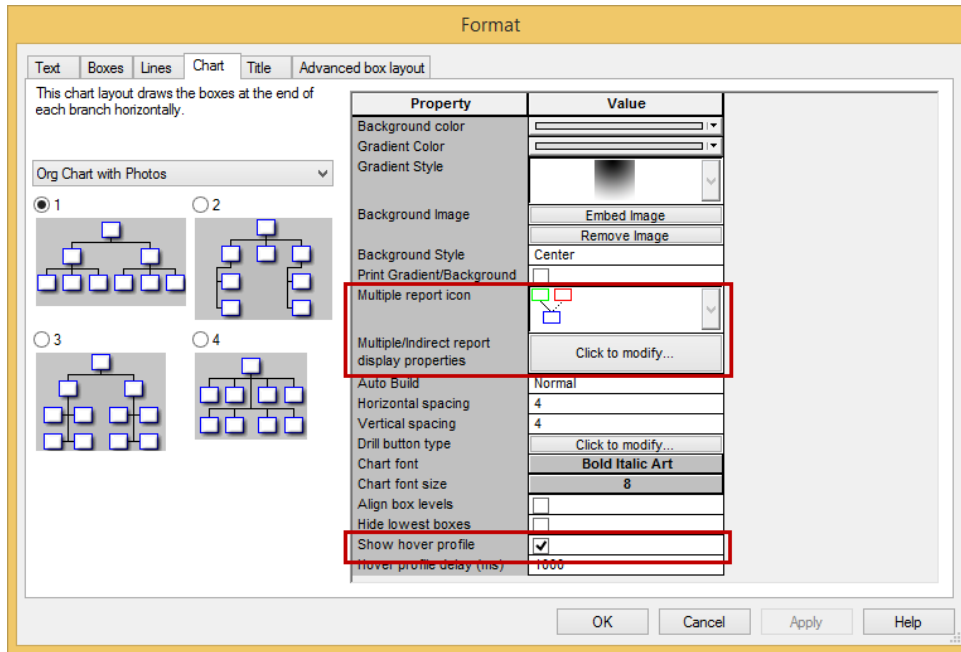 Format
Text
Boxes
Lines
Chart
Title
Advanced box layout
This chart layout draws the boxes at the end of
each branch horizontally.
Org Chart with Photos
1
2
3
4
Property
Value
Background color
Gradient Color
Gradient Style
Background Image
Embed Image
Remove Image
Background Style
Center
Print Gradient/Background
Multiple report icon
Multiple/Indirect report
display properties
Click to modify...
Auto Build
Normal
Horizontal spacing
4
Vertical spacing
4
Drill button type
Click to modify...
Chart font
Bold Italic Art
Chart font size
8
Align box levels
Hide lowest boxes
Show hover profile
Hover profile delay (ms)
1000
OK
Cancel
Apply
Help